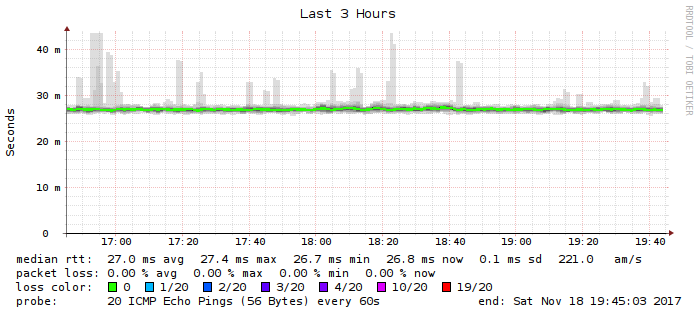 Last 3 Hours
RRDTOOL / TOBI OETIKER
Seconds
40 m
30 m
20 m
10 m
0
17:00 17:20 17:40 18:00 18:20 18:40 19:00 19:20 19:40
median rtt: 27.0 ms avg 27.4 ms max 26.7 ms min 26.8 ms now 0.1 ms sd 221.0 am/s
packet loss: 0.00 % avg 0.00 % max 0.00 % min 0.00 % now
loss color: 0 1/20 2/20 3/20 4/20 10/20 19/20
probe: 20 ICMP Echo Pings (56 Bytes) every 60s end: Sat Nov 18 19:45:03 2017